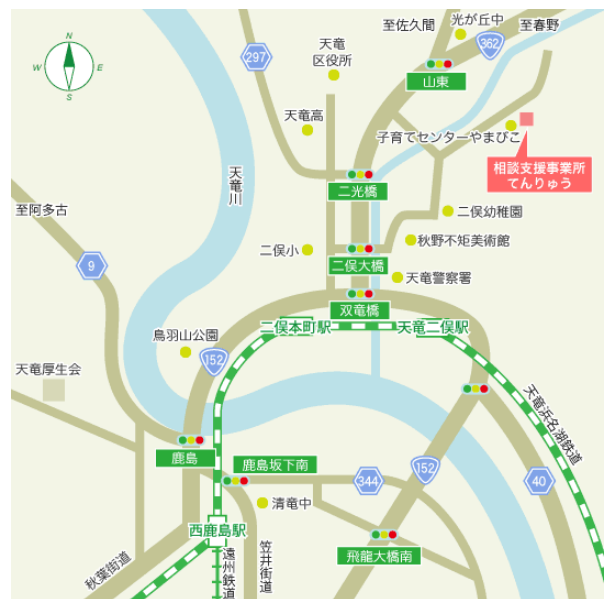 N
W
E
S
至佐久間
光が丘中
至春野
天竜
区役所
297
362
山東
天竜高
子育てセンターやまびこ
相談支援事業所
てんりゅう
天竜川
二光橋
至阿多古
二俣幼稚園
秋野不矩美術館
二俣小
二俣大橋
9
天竜警察署
双竜橋
鳥羽山公園
二俣本町駅
天竜二俣駅
152
天竜厚生会
天竜浜名湖鉄道
鹿島
鹿島坂下南
152
344
40
清竜中
西鹿島駅
飛龍大橋南
秋葉街道
遠州鉄道
笠井街道